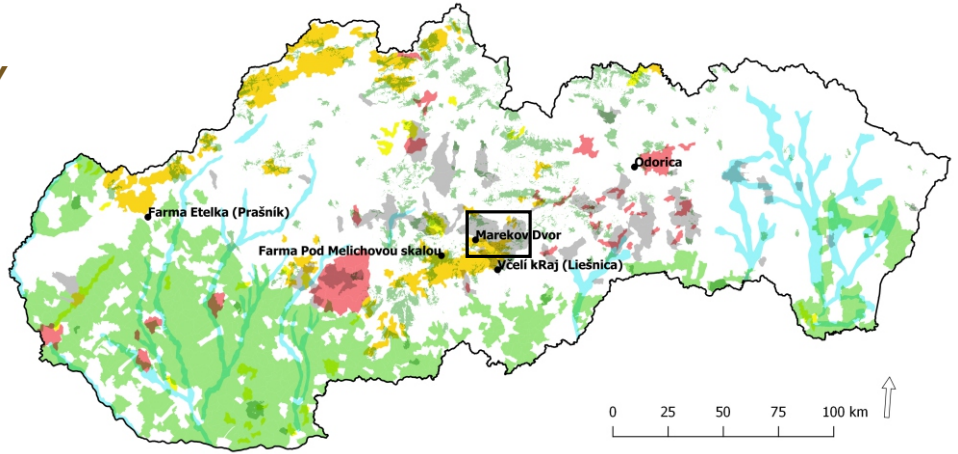 Odorica
Farma Etelka (Prašník)
Marekov Dvor
Farma Pod Melichovou skalou
Včelí kRaj (Liešnica)
0 25 50 75 100 km